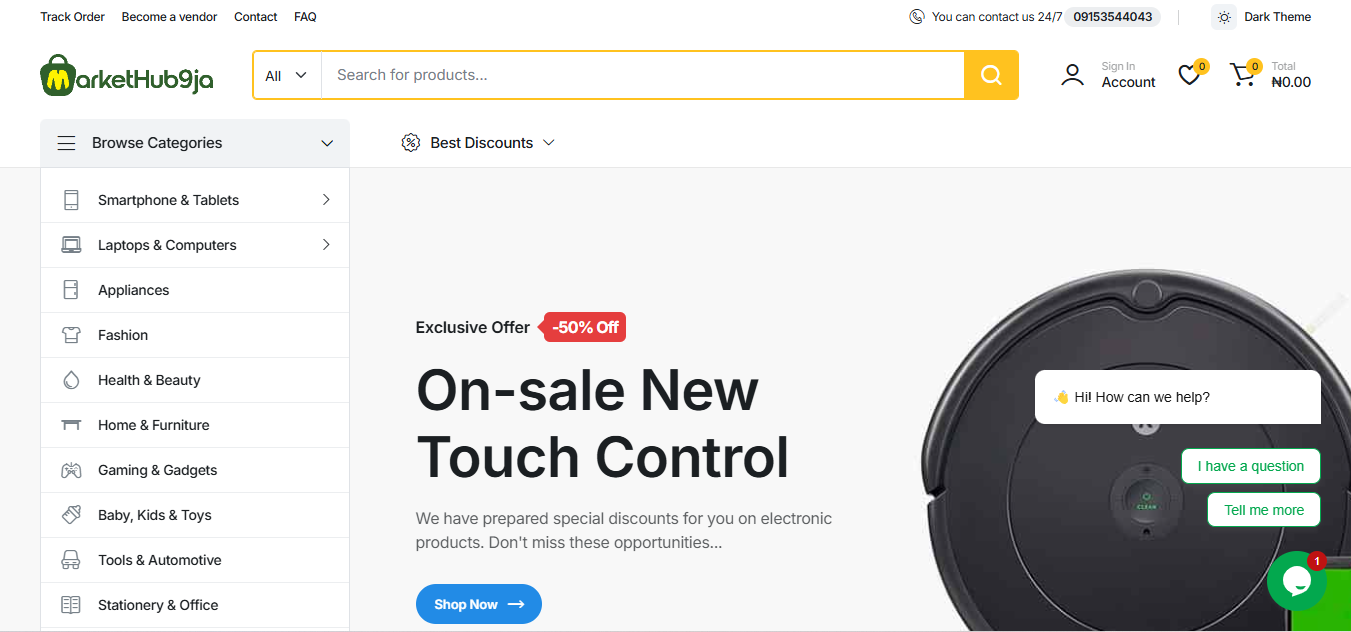 Track Order Become a vendor Contact FAQ
You can contact us 24/7 09153544043 Dark Theme
MarketHub9ja
All Search for products...
Sign In
Account
0
0
Total
₦0.00
Browse Categories
Best Discounts
Smartphone & Tablets
Laptops & Computers
Appliances
Fashion
Health & Beauty
Home & Furniture
Gaming & Gadgets
Baby, Kids & Toys
Tools & Automotive
Stationery & Office
Exclusive Offer -50% Off
On-sale New
Touch Control
We have prepared special discounts for you on electronic
products. Don't miss these opportunities...
Shop Now
👋 Hi! How can we help?
I have a question
Tell me more
CLEAN
1